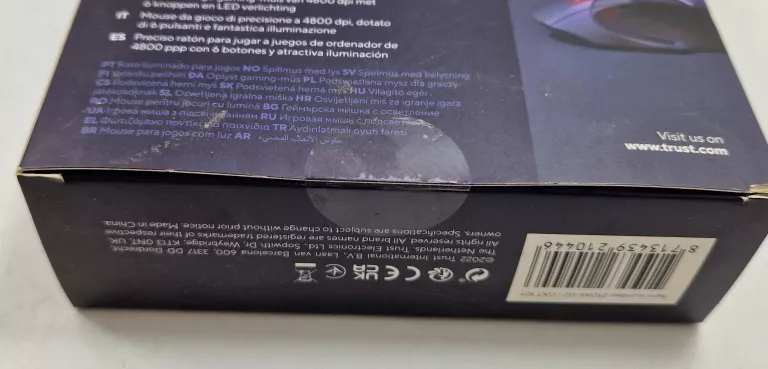 6 knoppen en LED verlichting
IT Mouse da gioco di precisione a 4800 dpi, dotato
di 6 pulsanti e fantastica illuminazione
ES Preciso ratón para jugar a juegos de ordenador de
4800 ppp con 6 botones y atractiva iluminación
PT Rato iluminado para jogos NO Spillmus med lys SV Spelmus med belysning
FI pelihiiri DA Oplyst gaming-mus PL Podświetlana mysz dla graczy
CS Podsvícená herní myš SK Podsvietená herná myš HU Világító egér
SL Osvetljena igralna miška HR Osvijetljeni miš za granje igara
RO Mouse pentru jocuri cu lumină BG Геймърска мишка с осветление
UA Ігрова миша з підсвічуванням RU Игровая мышь с подсветкой
EL Φωτιζόμενο ποντίκι για παιχνίδια TR Aydınlatmalı oyun faresi
BR Mouse para jogos com luz AR
Visit us on
www.trust.com
©2022 Trust International B.V. Laan van Barcelona 600, 3317 DD Dordrecht,
The Netherlands. Trust Electronics Ltd. Sopwith Dr, Weybridge, KT13 0NT, UK.
All rights reserved. All brand names are registered trademarks of their respective
owners. Specifications are subject to change without prior notice. Made in China.
UK CA CE
8 713439 210446